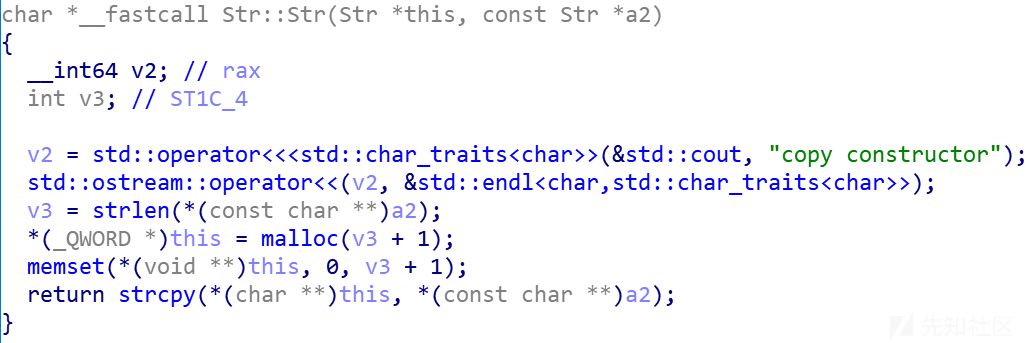 char *__fastcall Str::Str(Str *this, const Str *a2)
{
  __int64 v2; // rax
  int v3; // ST1C_4

  v2 = std::operator<<<std::char_traits<char>>(&std::cout, "copy constructor");
  std::ostream::operator<<(v2, &std::endl<char,std::char_traits<char>>);
  v3 = strlen(*(const char **)a2);
  *(_QWORD *)this = malloc(v3 + 1);
  memset(*(void **)this, 0, v3 + 1);
  return strcpy(*(char **)this, *(const char **)a2);
}
先知社区